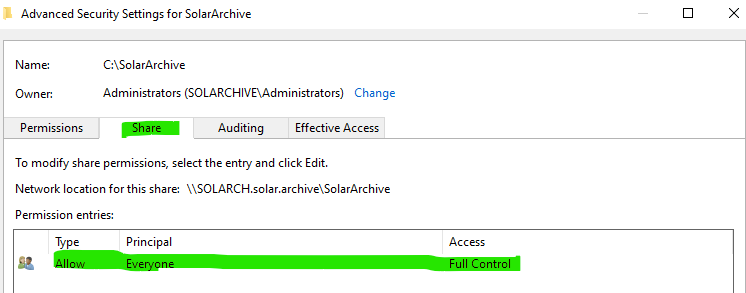 Advanced Security Settings for SolarArchive
Name: C:\SolarArchive
Owner: Administrators (SOLARCHIVE\Administrators) Change
Permissions Share Auditing Effective Access
To modify share permissions, select the entry and click Edit.
Network location for this share: \\SOLARCH.solar.archive\SolarArchive
Permission entries:
Type Principal Access
Allow Everyone Full Control